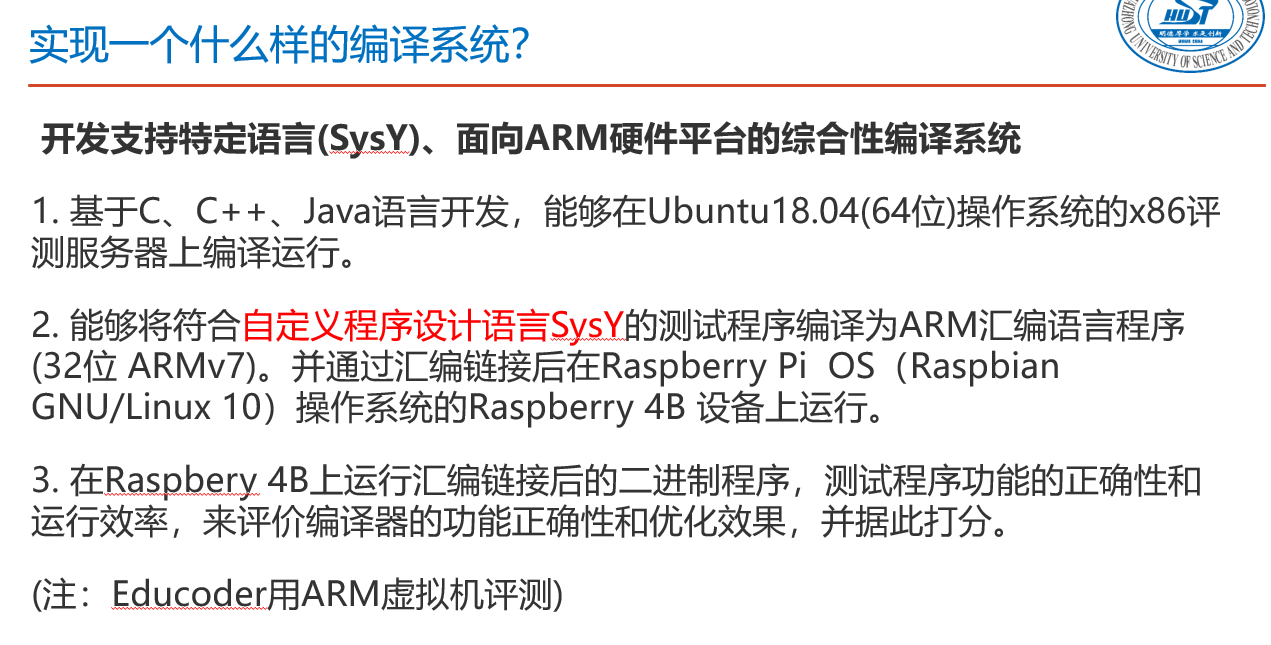 实现一个什么样的编译系统？
HUST
UNIVERSITY OF SCIENCE AND
开发支持特定语言(SysY)、面向ARM硬件平台的综合性编译系统
1. 基于C、C++、Java语言开发，能够在Ubuntu18.04(64位)操作系统的x86评
测服务器上编译运行。
2. 能够将符合自定义程序设计语言SysY的测试程序编译为ARM汇编语言程序
(32位 ARMv7)。并通过汇编链接后在Raspberry Pi  OS（Raspbian
GNU/Linux 10）操作系统的Raspberry 4B 设备上运行。
3. 在Raspbery 4B上运行汇编链接后的二进制程序，测试程序功能的正确性和
运行效率，来评价编译器的功能正确性和优化效果，并据此打分。
(注：Educoder用ARM虚拟机评测)